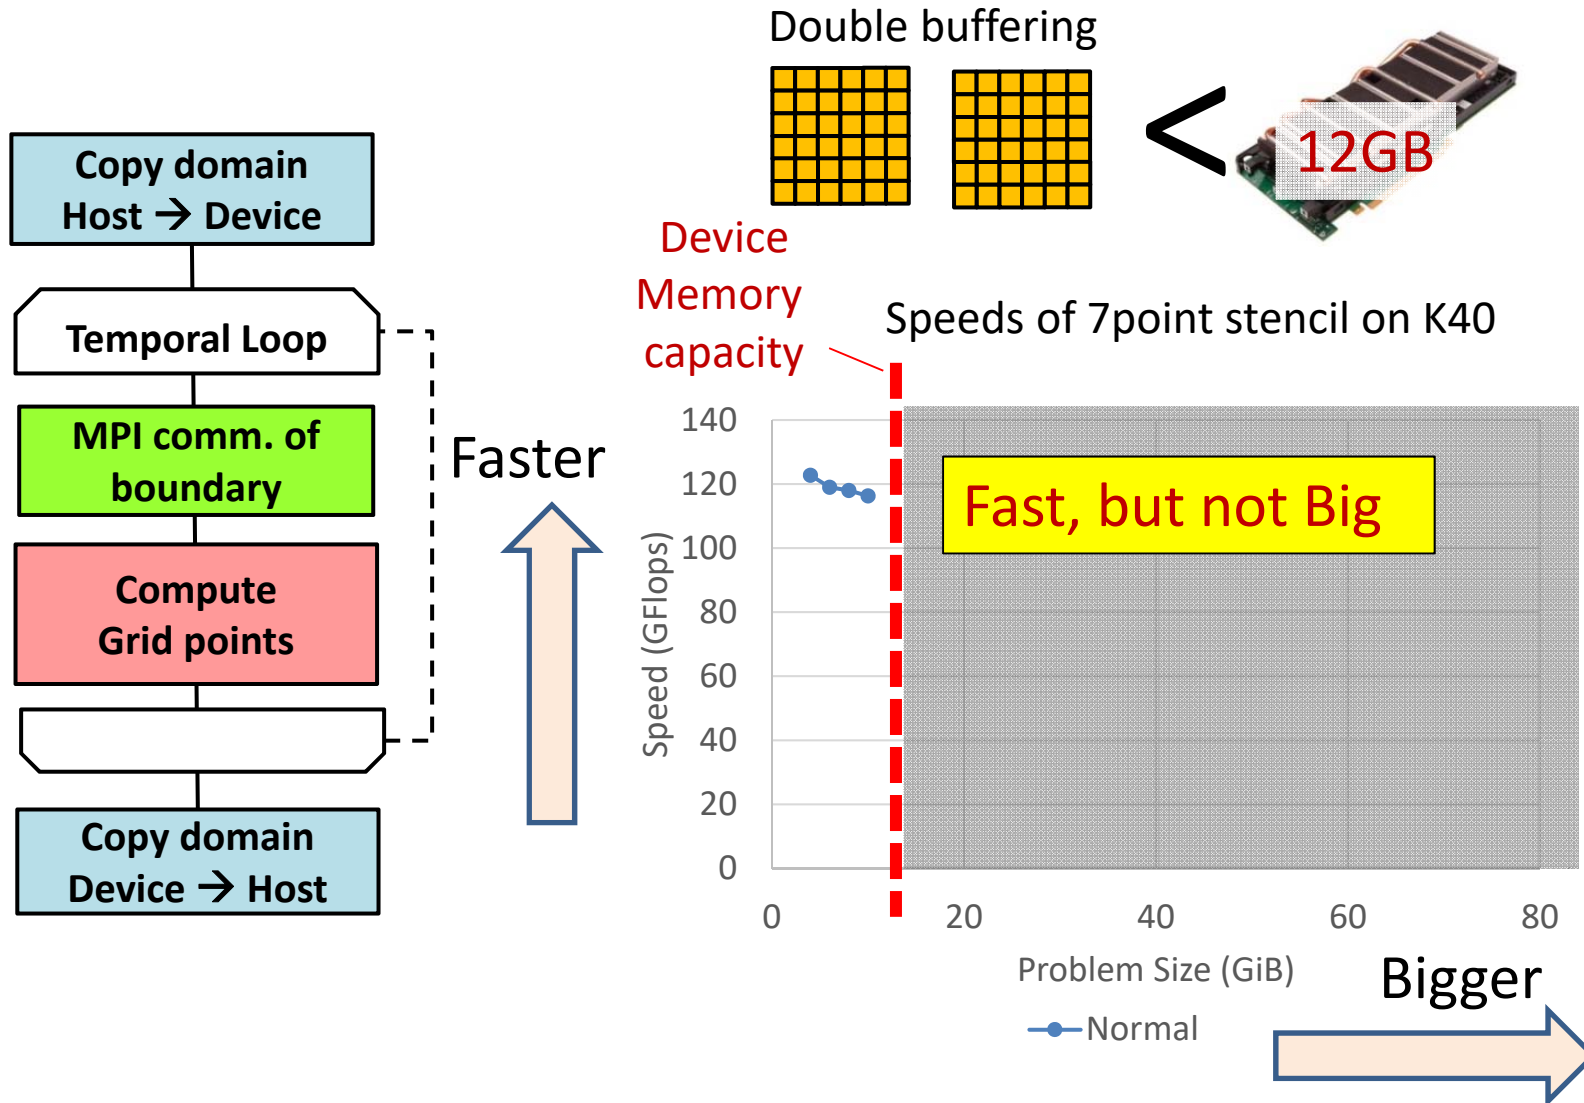 Double buffering
12GB
Copy domain
Host → Device
Temporal Loop
MPI comm. of
boundary
Compute
Grid points
Copy domain
Device → Host
Faster
Device
Memory
capacity
Speeds of 7point stencil on K40
Fast, but not Big
Speed (GFlops)
140
120
100
80
60
40
20
0
0 20 40 60 80
Problem Size (GiB)
Normal
Bigger